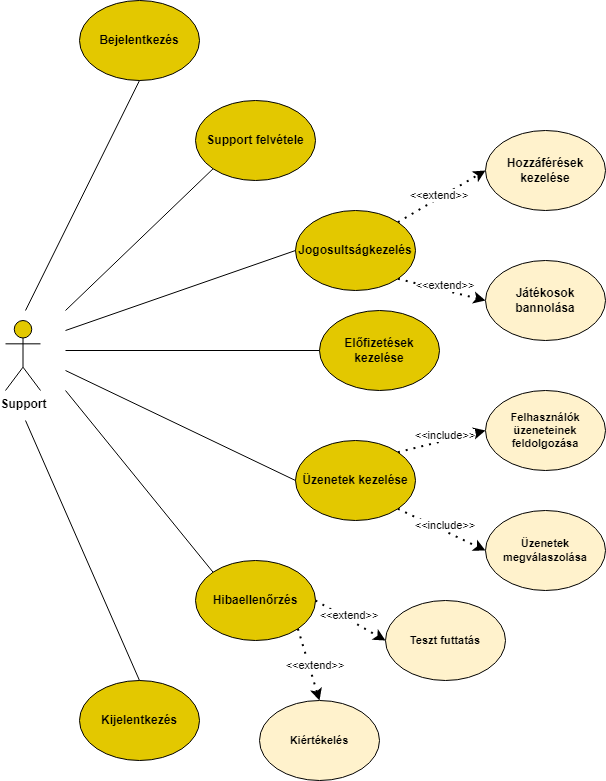 Bejelentkezés
Support felvétele
Hozzáférések
kezelése
<<extend>>
Jogosultságkezelés
<<extend>>
Játékosok
bannolása
Előfizetések
kezelése
Support
Felhasználók
üzeneteinek
feldolgozása
<<include>>
Üzenetek kezelése
<<include>>
Üzenetek
megválaszolása
Hibaellenőrzés
<<extend>>
Teszt futtatás
<<extend>>
Kijelentkezés
Kiértékelés